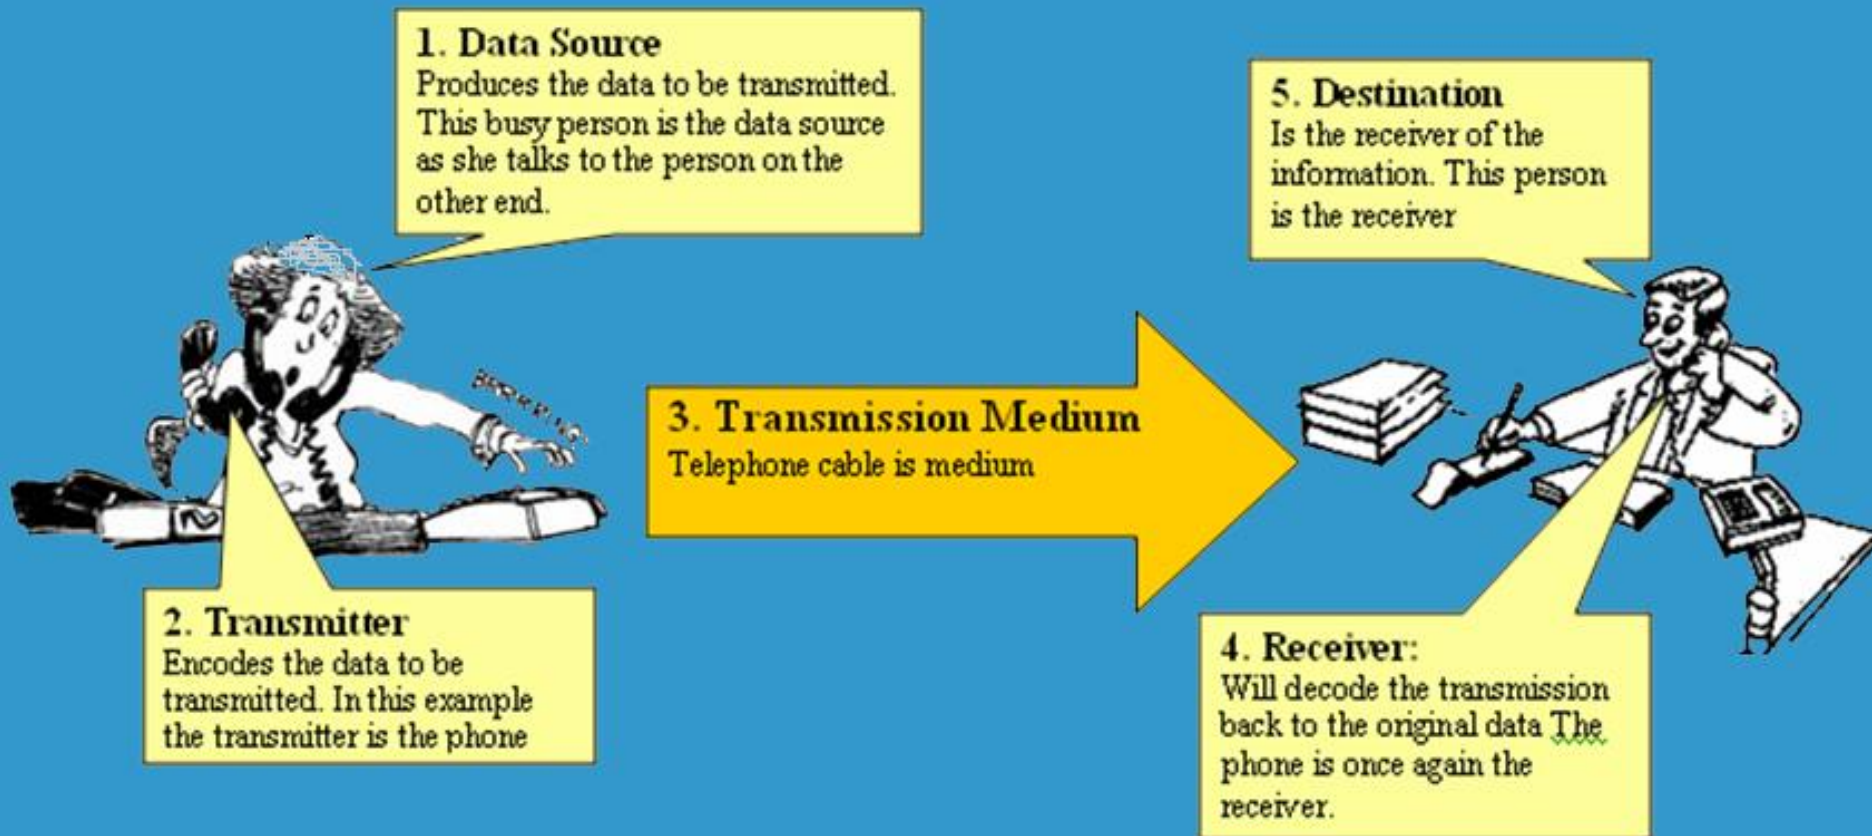 1. Data Source
Produces the data to be transmitted.
This busy person is the data source
as she talks to the person on the
other end.
2. Transmitter
Encodes the data to be
transmitted. In this example
the transmitter is the phone
3. Transmission Medium
Telephone cable is medium
4. Receiver:
Will decode the transmission
back to the original data The
phone is once again the
receiver.
5. Destination
Is the receiver of the
information. This person
is the receiver